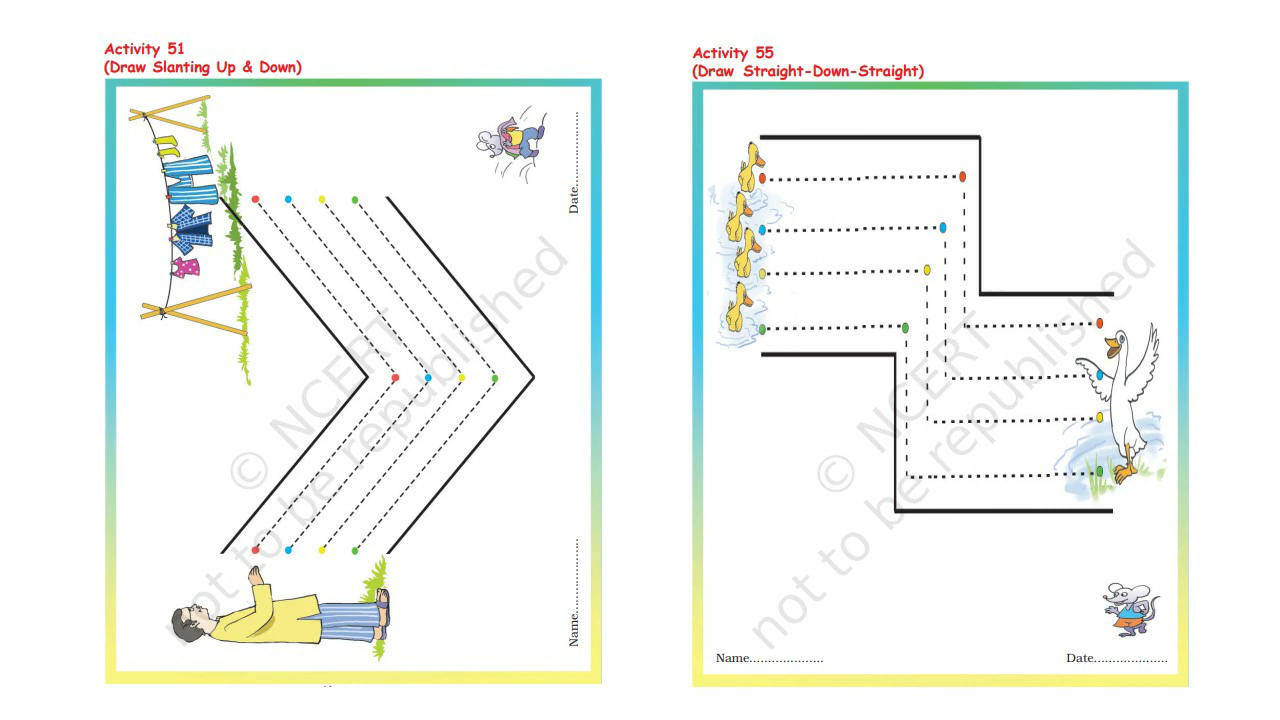 Activity 51
(Draw Slanting Up & Down)
Date...................
© NCERT
not to be republished
Name...................
Activity 55
(Draw Straight-Down-Straight)
© NCERT
not to be republished
Name...................
Date...................